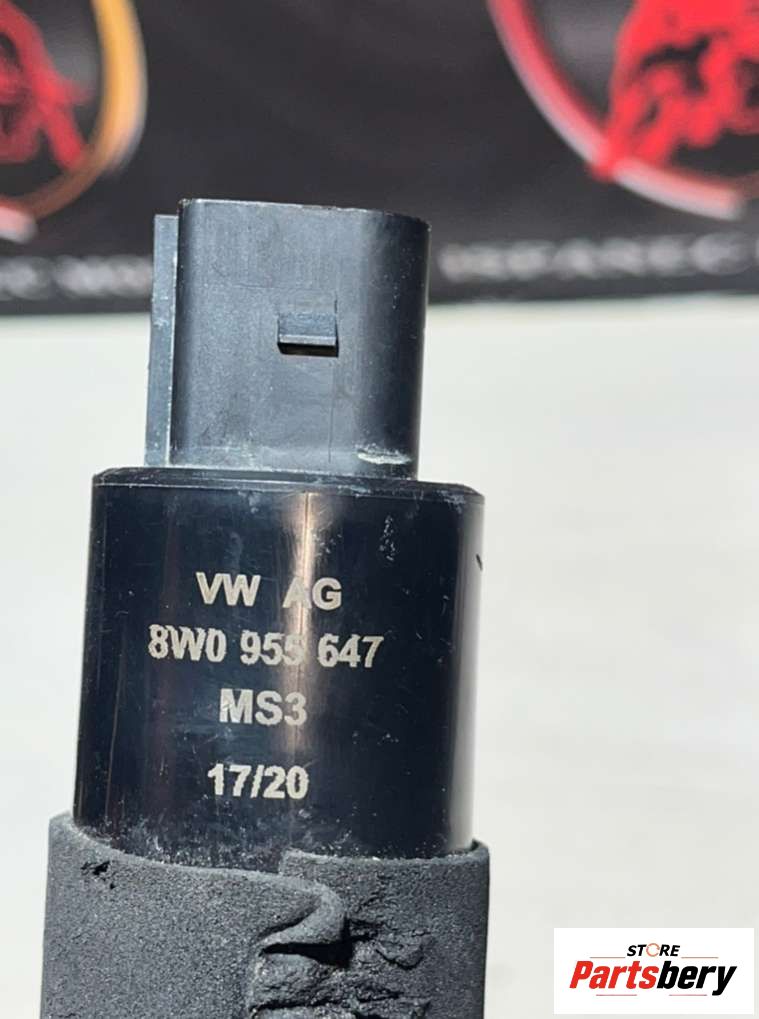 VW AG
8W0 955 647
MS3
17/20
STORE
Partsbery